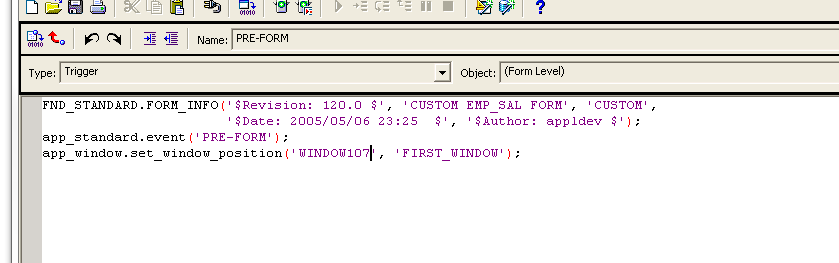 Name: PRE-FORM
Type: Trigger Object: (Form Level)
FND_STANDARD.FORM_INFO('$Revision: 120.0 $', 'CUSTOM EMP_SAL FORM', 'CUSTOM',
'$Date: 2005/05/06 23:25 $', '$Author: appldev $');
app_standard.event('PRE-FORM');
app_window.set_window_position('WINDOW107', 'FIRST_WINDOW');